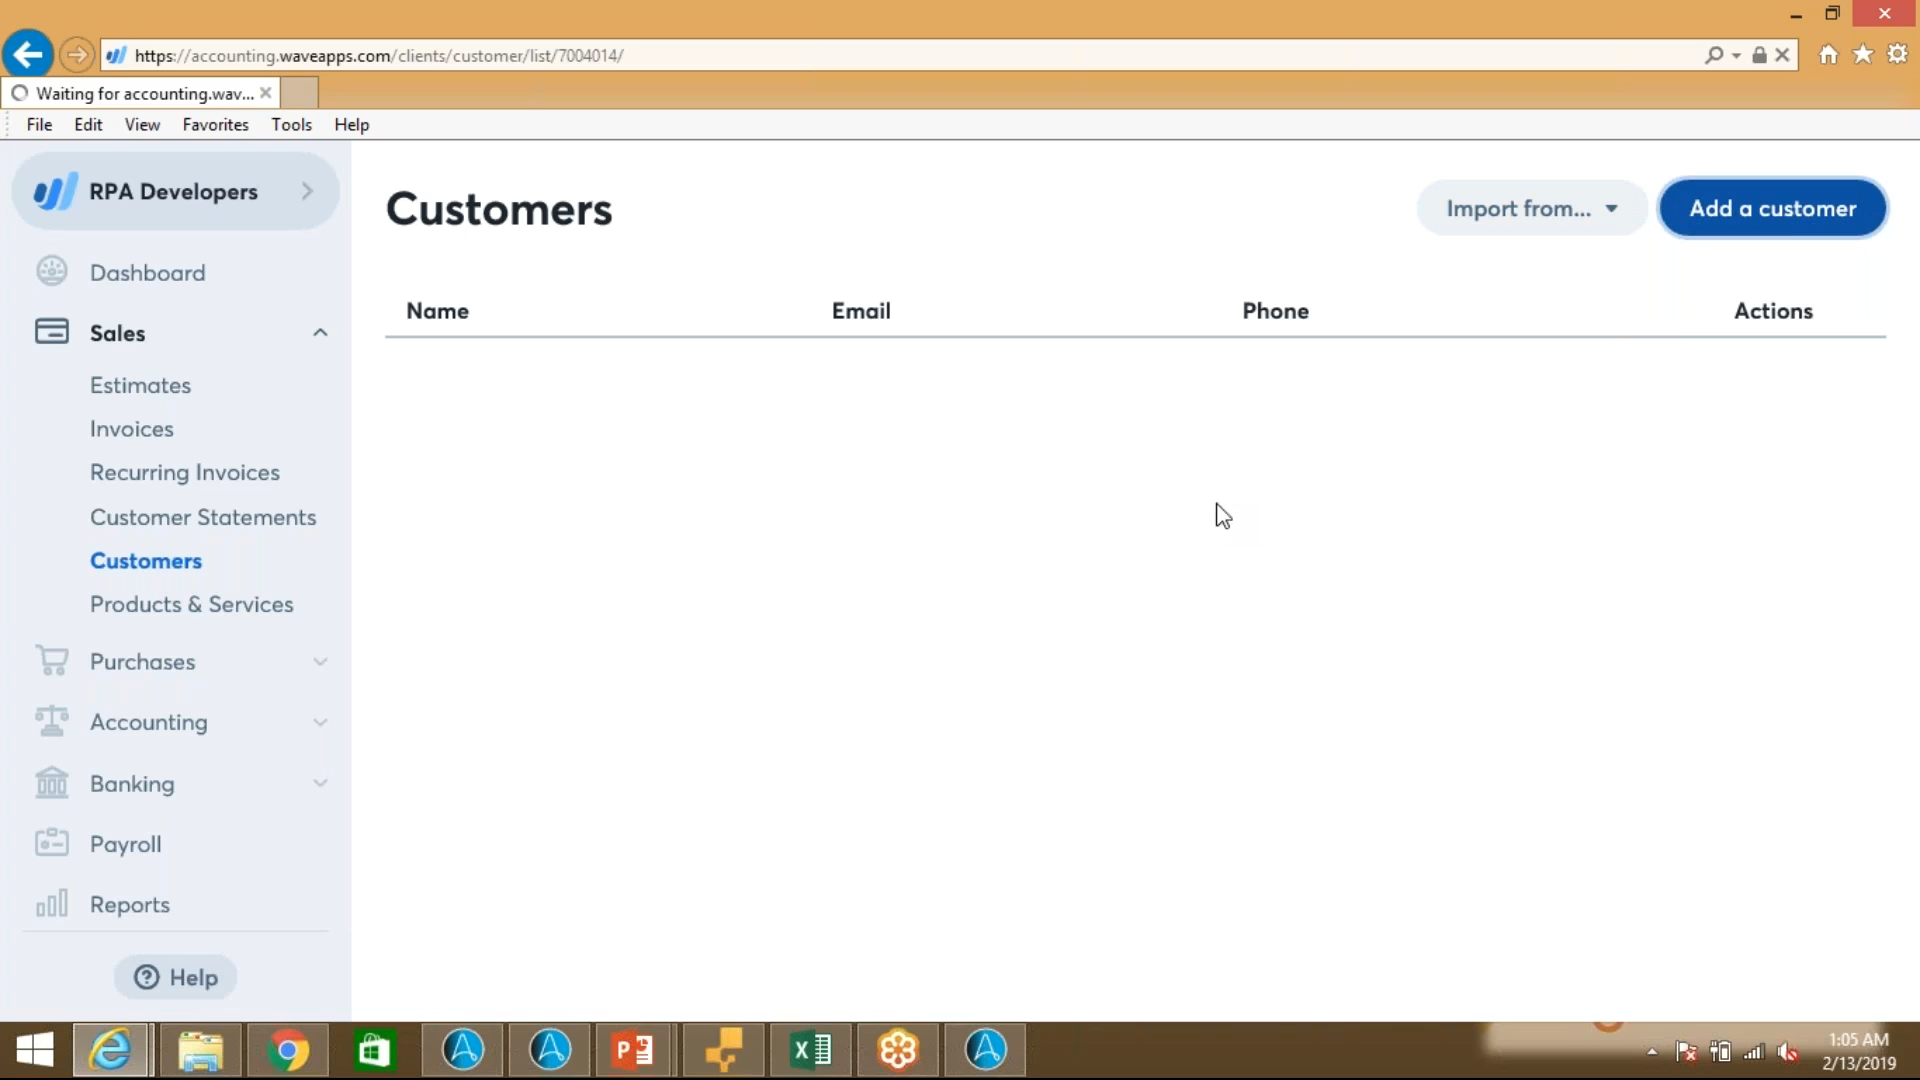 https://accounting.waveapps.com/clients/customer/list/7004014/
Waiting for accounting.wav...
File Edit View Favorites Tools Help
RPA Developers
Dashboard
Sales
Estimates
Invoices
Recurring Invoices
Customer Statements
Customers
Products & Services
Purchases
Accounting
Banking
Payroll
Reports
Help
Customers
Import from...
Add a customer
Name Email Phone Actions
1:05 AM
2/13/2019